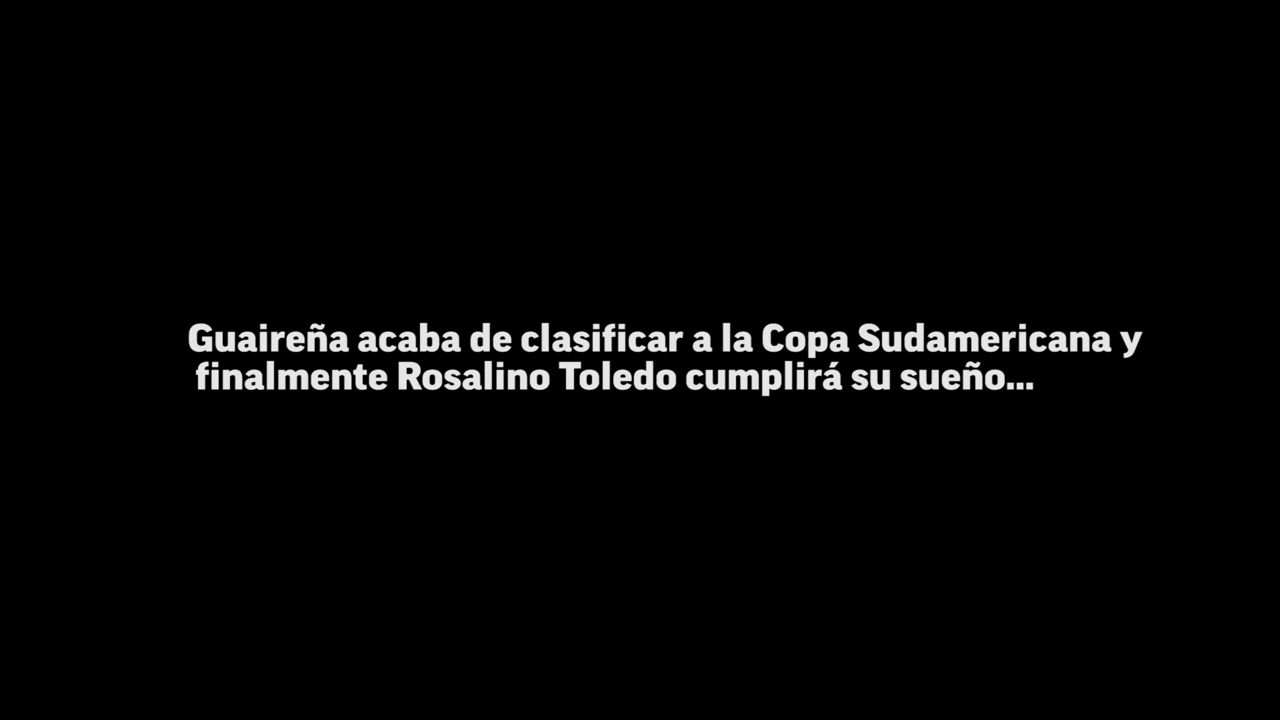 Guaireña acaba de clasificar a la Copa Sudamericana y
finalmente Rosalino Toledo cumplirá su sueño...